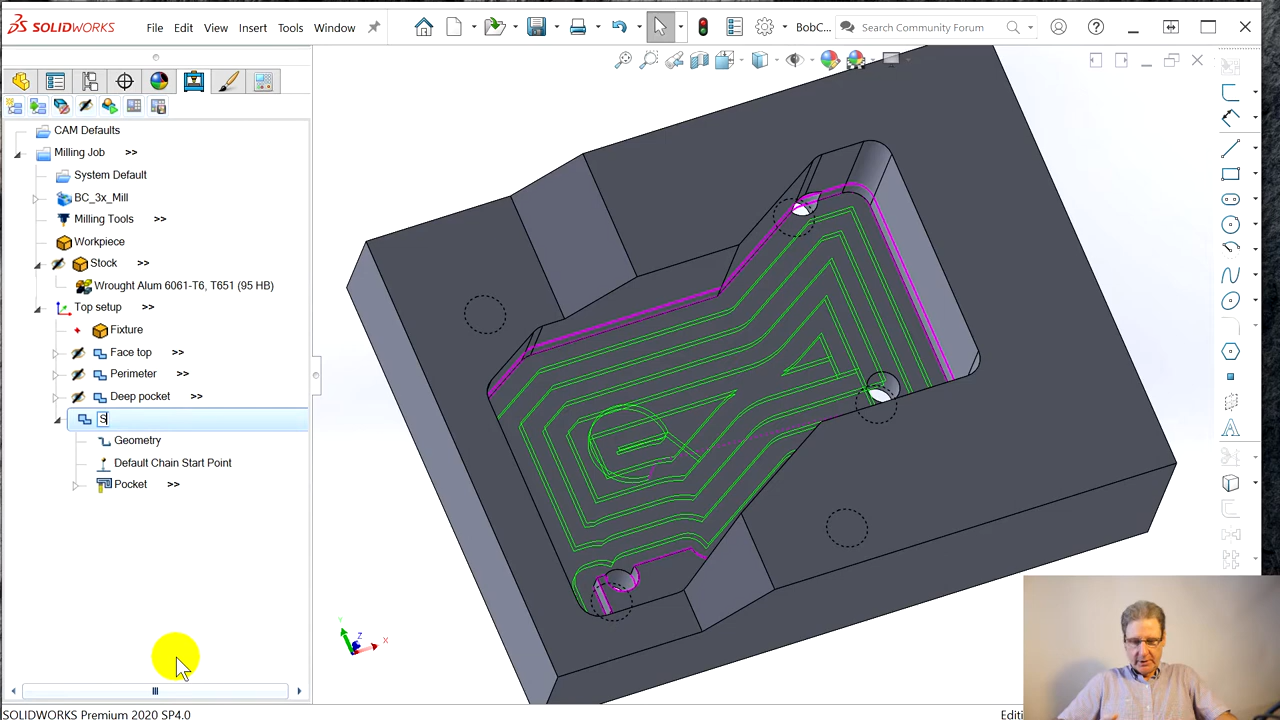 SOLIDWORKS File Edit View Insert Tools Window BobC... Search Community Forum
CAM Defaults
Milling Job >>
System Default
BC_3x_Mill
Milling Tools >>
Workpiece
Stock >>
Wrought Alum 6061-T6, T651 (95 HB)
Top setup >>
Fixture
Face top >>
Perimeter >>
Deep pocket >>
S
Geometry
Default Chain Start Point
Pocket >>
Y
Z
X
SOLIDWORKS Premium 2020 SP4.0
Editi